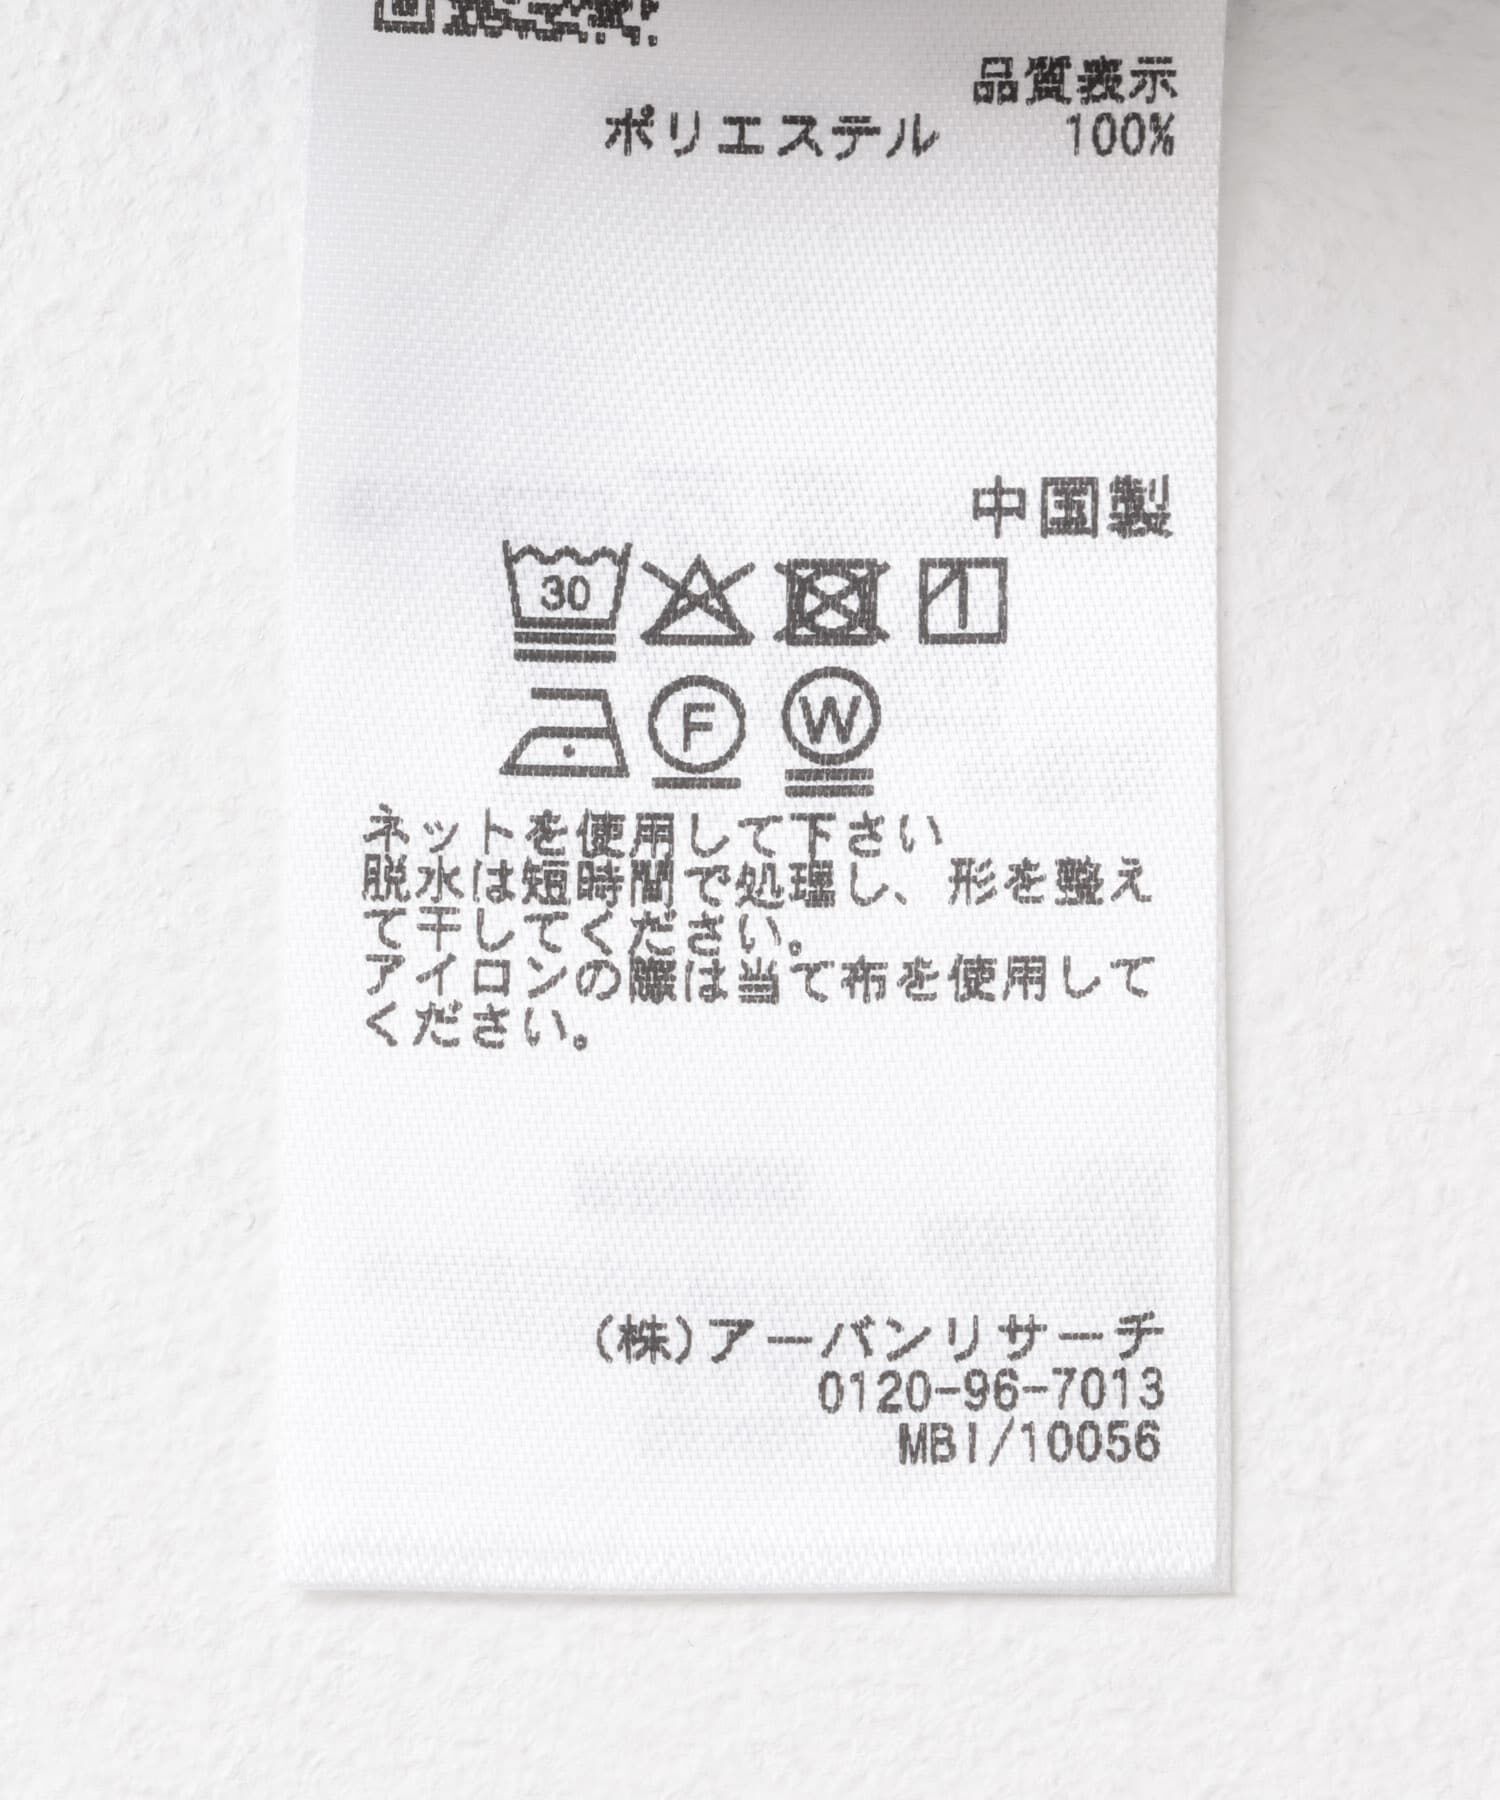 品質表示
ポリエステル 100%
中国製
30
F W
ネットを使用して下さい
脱水は短時間で処理し、形を整え
て干してください。
アイロンの際は当て布を使用して
ください。
(株)アーバンリサーチ
0120-96-7013
MBI/10056